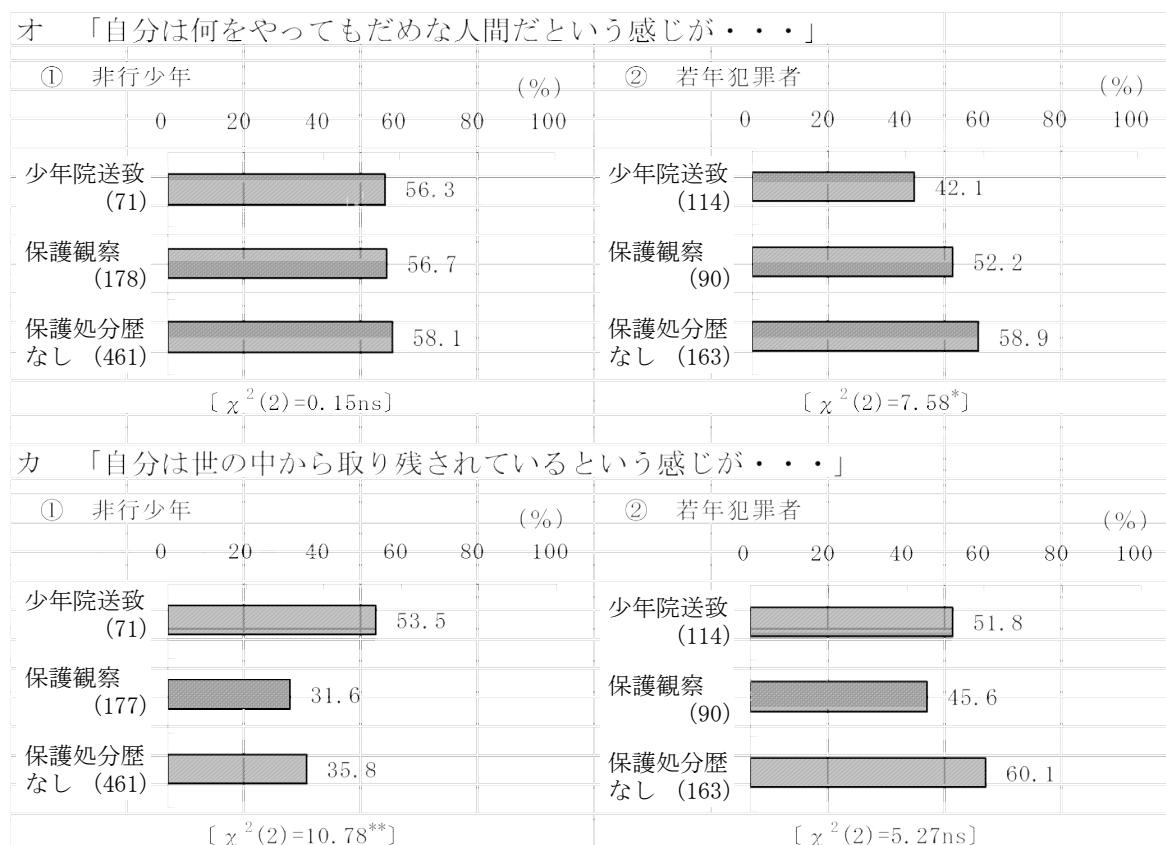 オ 「自分は何をやってもだめな人間だという感じが・・・」
① 非行少年
(%)
0 20 40 60 80 100
少年院送致
(71)
56.3
保護観察
(178)
56.7
保護処分歴
なし (461)
58.1
〔χ²(2)=0.15ns〕
② 若年犯罪者
(%)
0 20 40 60 80 100
少年院送致
(114)
42.1
保護観察
(90)
52.2
保護処分歴
なし (163)
58.9
〔χ²(2)=7.58*〕
カ 「自分は世の中から取り残されているという感じが・・・」
① 非行少年
(%)
0 20 40 60 80 100
少年院送致
(71)
53.5
保護観察
(177)
31.6
保護処分歴
なし (461)
35.8
〔χ²(2)=10.78**〕
② 若年犯罪者
(%)
0 20 40 60 80 100
少年院送致
(114)
51.8
保護観察
(90)
45.6
保護処分歴
なし (163)
60.1
〔χ²(2)=5.27ns〕